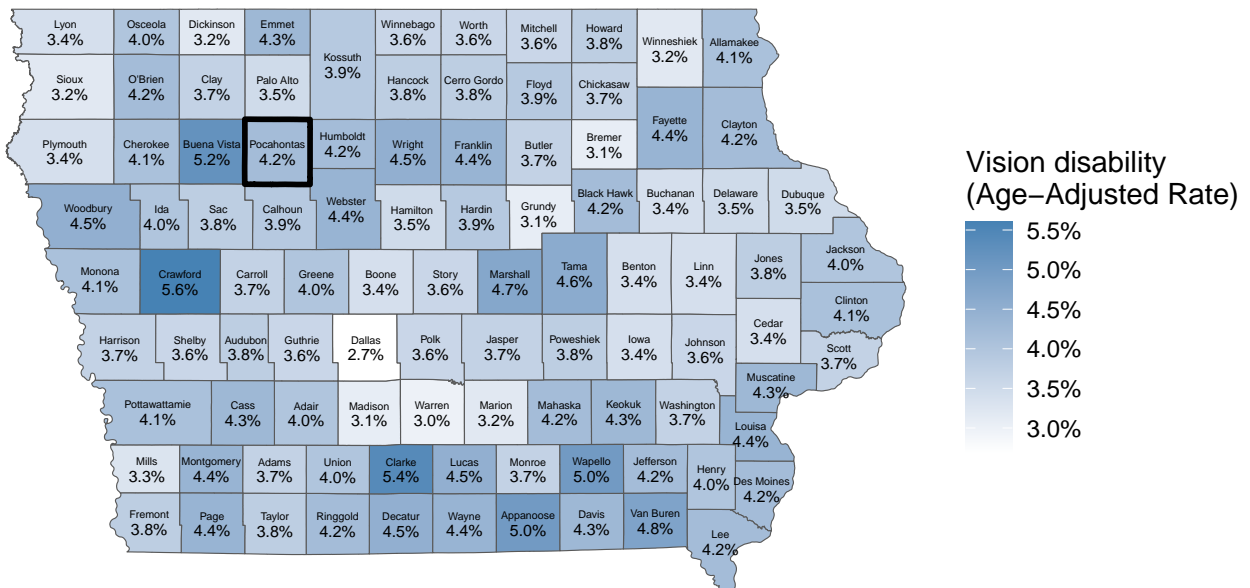 Lyon
3.4%
Osceola
4.0%
Dickinson
3.2%
Emmet
4.3%
Kossuth
3.9%
Winnebago
3.6%
Worth
3.6%
Mitchell
3.6%
Howard
3.8%
Winneshiek
3.2%
Allamakee
4.1%
Sioux
3.2%
O'Brien
4.2%
Clay
3.7%
Palo Alto
3.5%
Hancock
3.8%
Cerro Gordo
3.8%
Floyd
3.9%
Chickasaw
3.7%
Fayette
4.4%
Clayton
4.2%
Plymouth
3.4%
Cherokee
4.1%
Buena Vista
5.2%
Pocahontas
4.2%
Humboldt
4.2%
Wright
4.5%
Franklin
4.4%
Butler
3.7%
Bremer
3.1%
Woodbury
4.5%
Ida
4.0%
Sac
3.8%
Calhoun
3.9%
Webster
4.4%
Hamilton
3.5%
Hardin
3.9%
Grundy
3.1%
Black Hawk
4.2%
Buchanan
3.4%
Delaware
3.5%
Dubuque
3.5%
Monona
4.1%
Crawford
5.6%
Carroll
3.7%
Greene
4.0%
Boone
3.4%
Story
3.6%
Marshall
4.7%
Tama
4.6%
Benton
3.4%
Linn
3.4%
Jones
3.8%
Jackson
4.0%
Clinton
4.1%
Harrison
3.7%
Shelby
3.6%
Audubon
3.8%
Guthrie
3.6%
Dallas
2.7%
Polk
3.6%
Jasper
3.7%
Poweshiek
3.8%
Iowa
3.4%
Johnson
3.6%
Cedar
3.4%
Scott
3.7%
Muscatine
4.3%
Pottawattamie
4.1%
Cass
4.3%
Adair
4.0%
Madison
3.1%
Warren
3.0%
Marion
3.2%
Mahaska
4.2%
Keokuk
4.3%
Washington
3.7%
Louisa
4.4%
Mills
3.3%
Montgomery
4.4%
Adams
3.7%
Union
4.0%
Clarke
5.4%
Lucas
4.5%
Monroe
3.7%
Wapello
5.0%
Jefferson
4.2%
Henry
4.0%
Des Moines
4.2%
Fremont
3.8%
Page
4.4%
Taylor
3.8%
Ringgold
4.2%
Decatur
4.5%
Wayne
4.4%
Appanoose
5.0%
Davis
4.3%
Van Buren
4.8%
Lee
4.2%
Vision disability
(Age−Adjusted Rate)
5.5%
5.0%
4.5%
4.0%
3.5%
3.0%